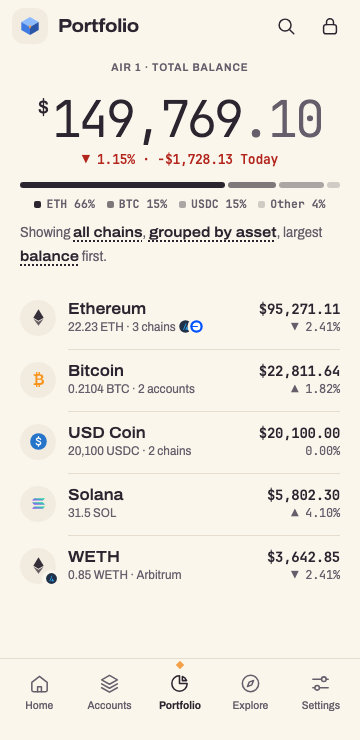 Portfolio
AIR 1 · TOTAL BALANCE
$149,769.10
▼ 1.15% · -$1,728.13 Today
ETH 66% BTC 15% USDC 15% Other 4%
Showing all chains, grouped by asset, largest
balance first.
Ethereum $95,271.11
22.23 ETH · 3 chains ▼ 2.41%
Bitcoin $22,811.64
0.2104 BTC · 2 accounts ▲ 1.82%
USD Coin $20,100.00
20,100 USDC · 2 chains 0.00%
Solana $5,802.30
31.5 SOL ▲ 4.10%
WETH $3,642.85
0.85 WETH · Arbitrum ▼ 2.41%
Home Accounts Portfolio Explore Settings